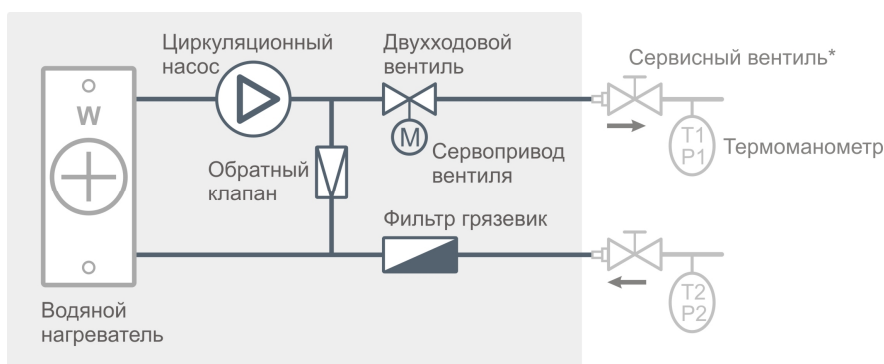 Циркуляционный
насос
Двухходовой
вентиль
Сервисный вентиль*
W
M
T1
P1
Термоманометр
Сервопривод
вентиля
Обратный
клапан
Фильтр грязевик
T2
P2
Водяной
нагреватель